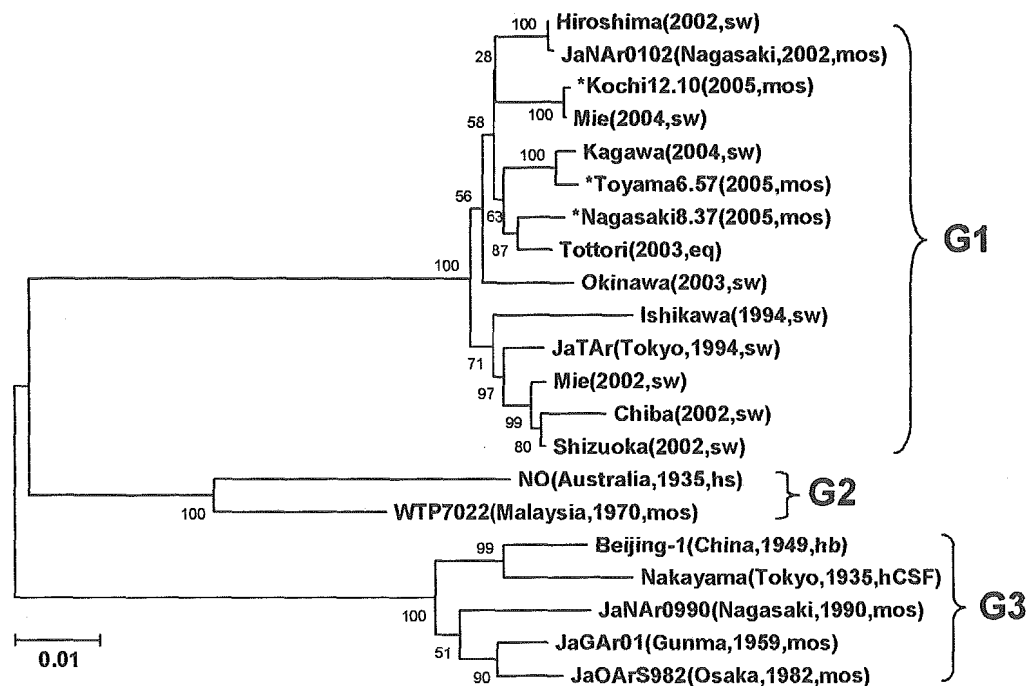 100
Hiroshima(2002,sw)
28
JaNAr0102(Nagasaki,2002,mos)
*Kochi12.10(2005,mos)
58
100
Mie(2004,sw)
100
Kagawa(2004,sw)
*Toyama6.57(2005,mos)
56
63
*Nagasaki8.37(2005,mos)
87
Tottori(2003,eq)
G1
100
Okinawa(2003,sw)
Ishikawa(1994,sw)
71
JaTAr(Tokyo,1994,sw)
97
Mie(2002,sw)
99
Chiba(2002,sw)
80
Shizuoka(2002,sw)
NO(Australia,1935,hs)
G2
100
WTP7022(Malaysia,1970,mos)
99
Beijing-1(China,1949,hb)
Nakayama(Tokyo,1935,hCSF)
G3
100
JaNAr0990(Nagasaki,1990,mos)
51
JaGAr01(Gunma,1959,mos)
90
JaOArS982(Osaka,1982,mos)
0.01